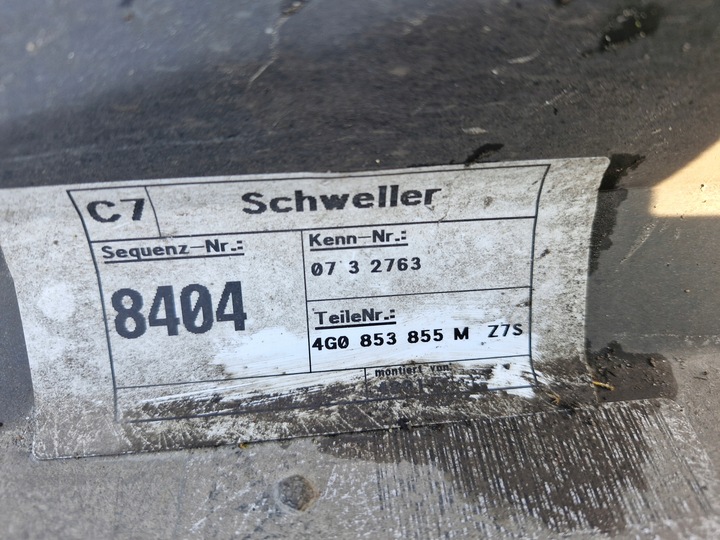 C7 Schweller
Sequenz-Nr.:
8404
Kenn-Nr.:
07 3 2763
TeileNr.:
4G0 853 855 M Z7S
montiert von: